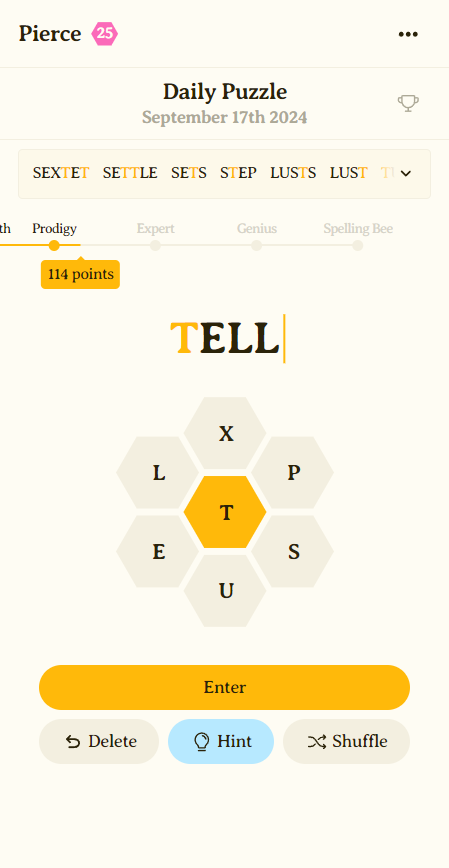 Pierce 25
Daily Puzzle
September 17th 2024
SEXTET SETTLE SETS STEP LUSTS LUST
th Prodigy Expert Genius Spelling Bee
114 points
TELL
X
L P
T
E S
U
Enter
Delete Hint Shuffle